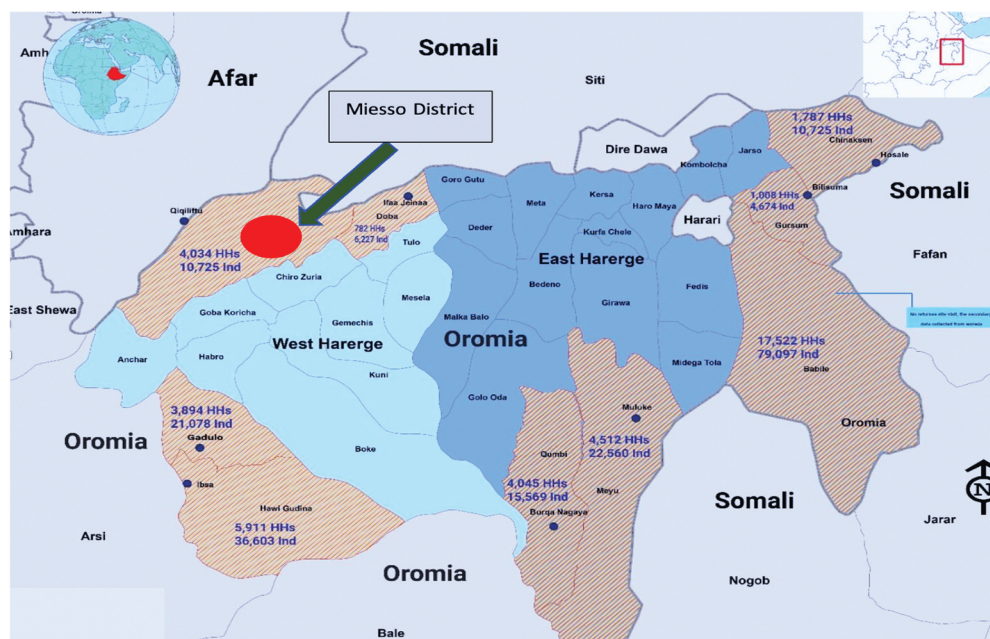 Amh
Afar
Somali
Siti
Miesso District
1,787 HHs
10,725 Ind
Chinaksen
Hosale
Dire Dawa
Kombolcha
Jarso
Goro Gutu
Meta
Kersa
Haro Maya
Bilisuma
1,008 HHs
4,674 Ind
Gursum
Somali
Harari
Qiqiliftu
Ifaa Jeinaa
Doba
782 HHs
6,227 Ind
Tulo
Deder
Kurfa Chele
Amhara
4,034 HHs
10,725 Ind
Fafan
Chiro Zuria
East Harerge
Bedeno
Girawa
Fedis
Mesela
East Shewa
Goba Koricha
Gemechis
Malka Balo
West Harerge
Oromia
Anchar
Habro
Kuni
Midega Tola
17,522 HHs
79,097 Ind
Babile
Golo Oda
3,894 HHs
21,078 Ind
Gadulo
Oromia
Muluke
4,512 HHs
22,560 Ind
Oromia
Boke
Qumbi
Ibsa
4,045 HHs
15,569 Ind
Meyu
Somali
N
Hawi Gudina
Burqa Nagaya
5,911 HHs
36,603 Ind
Arsi
Jarar
Oromia
Nogob
Bale